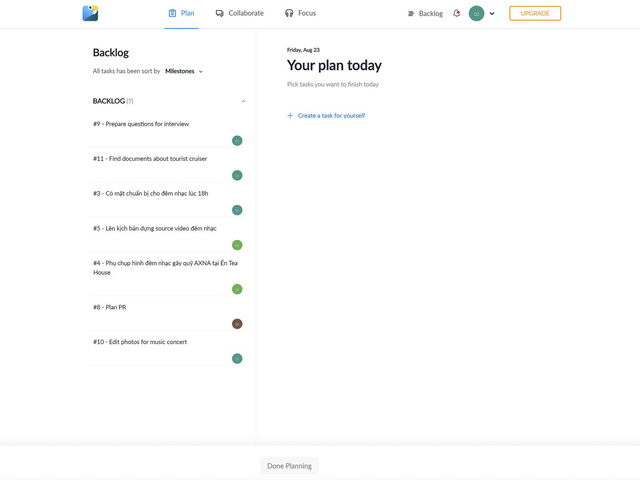 Plan
Collaborate
Focus
Backlog
UPGRADE
Backlog
All tasks has been sort by Milestones
BACKLOG (7)
#9 - Prepare questions for interview
#11 - Find documents about tourist cruiser
#3 - Có mặt chuẩn bị cho đêm nhạc lúc 18h
#5 - Lên kịch bản dựng source video đêm nhạc
#4 - Phụ chụp hình đêm nhạc gây quỹ AXNA tại Én Tea
House
#8 - Plan PR
#10 - Edit photos for music concert
Friday, Aug 23
Your plan today
Pick tasks you want to finish today
+ Create a task for yourself
Done Planning